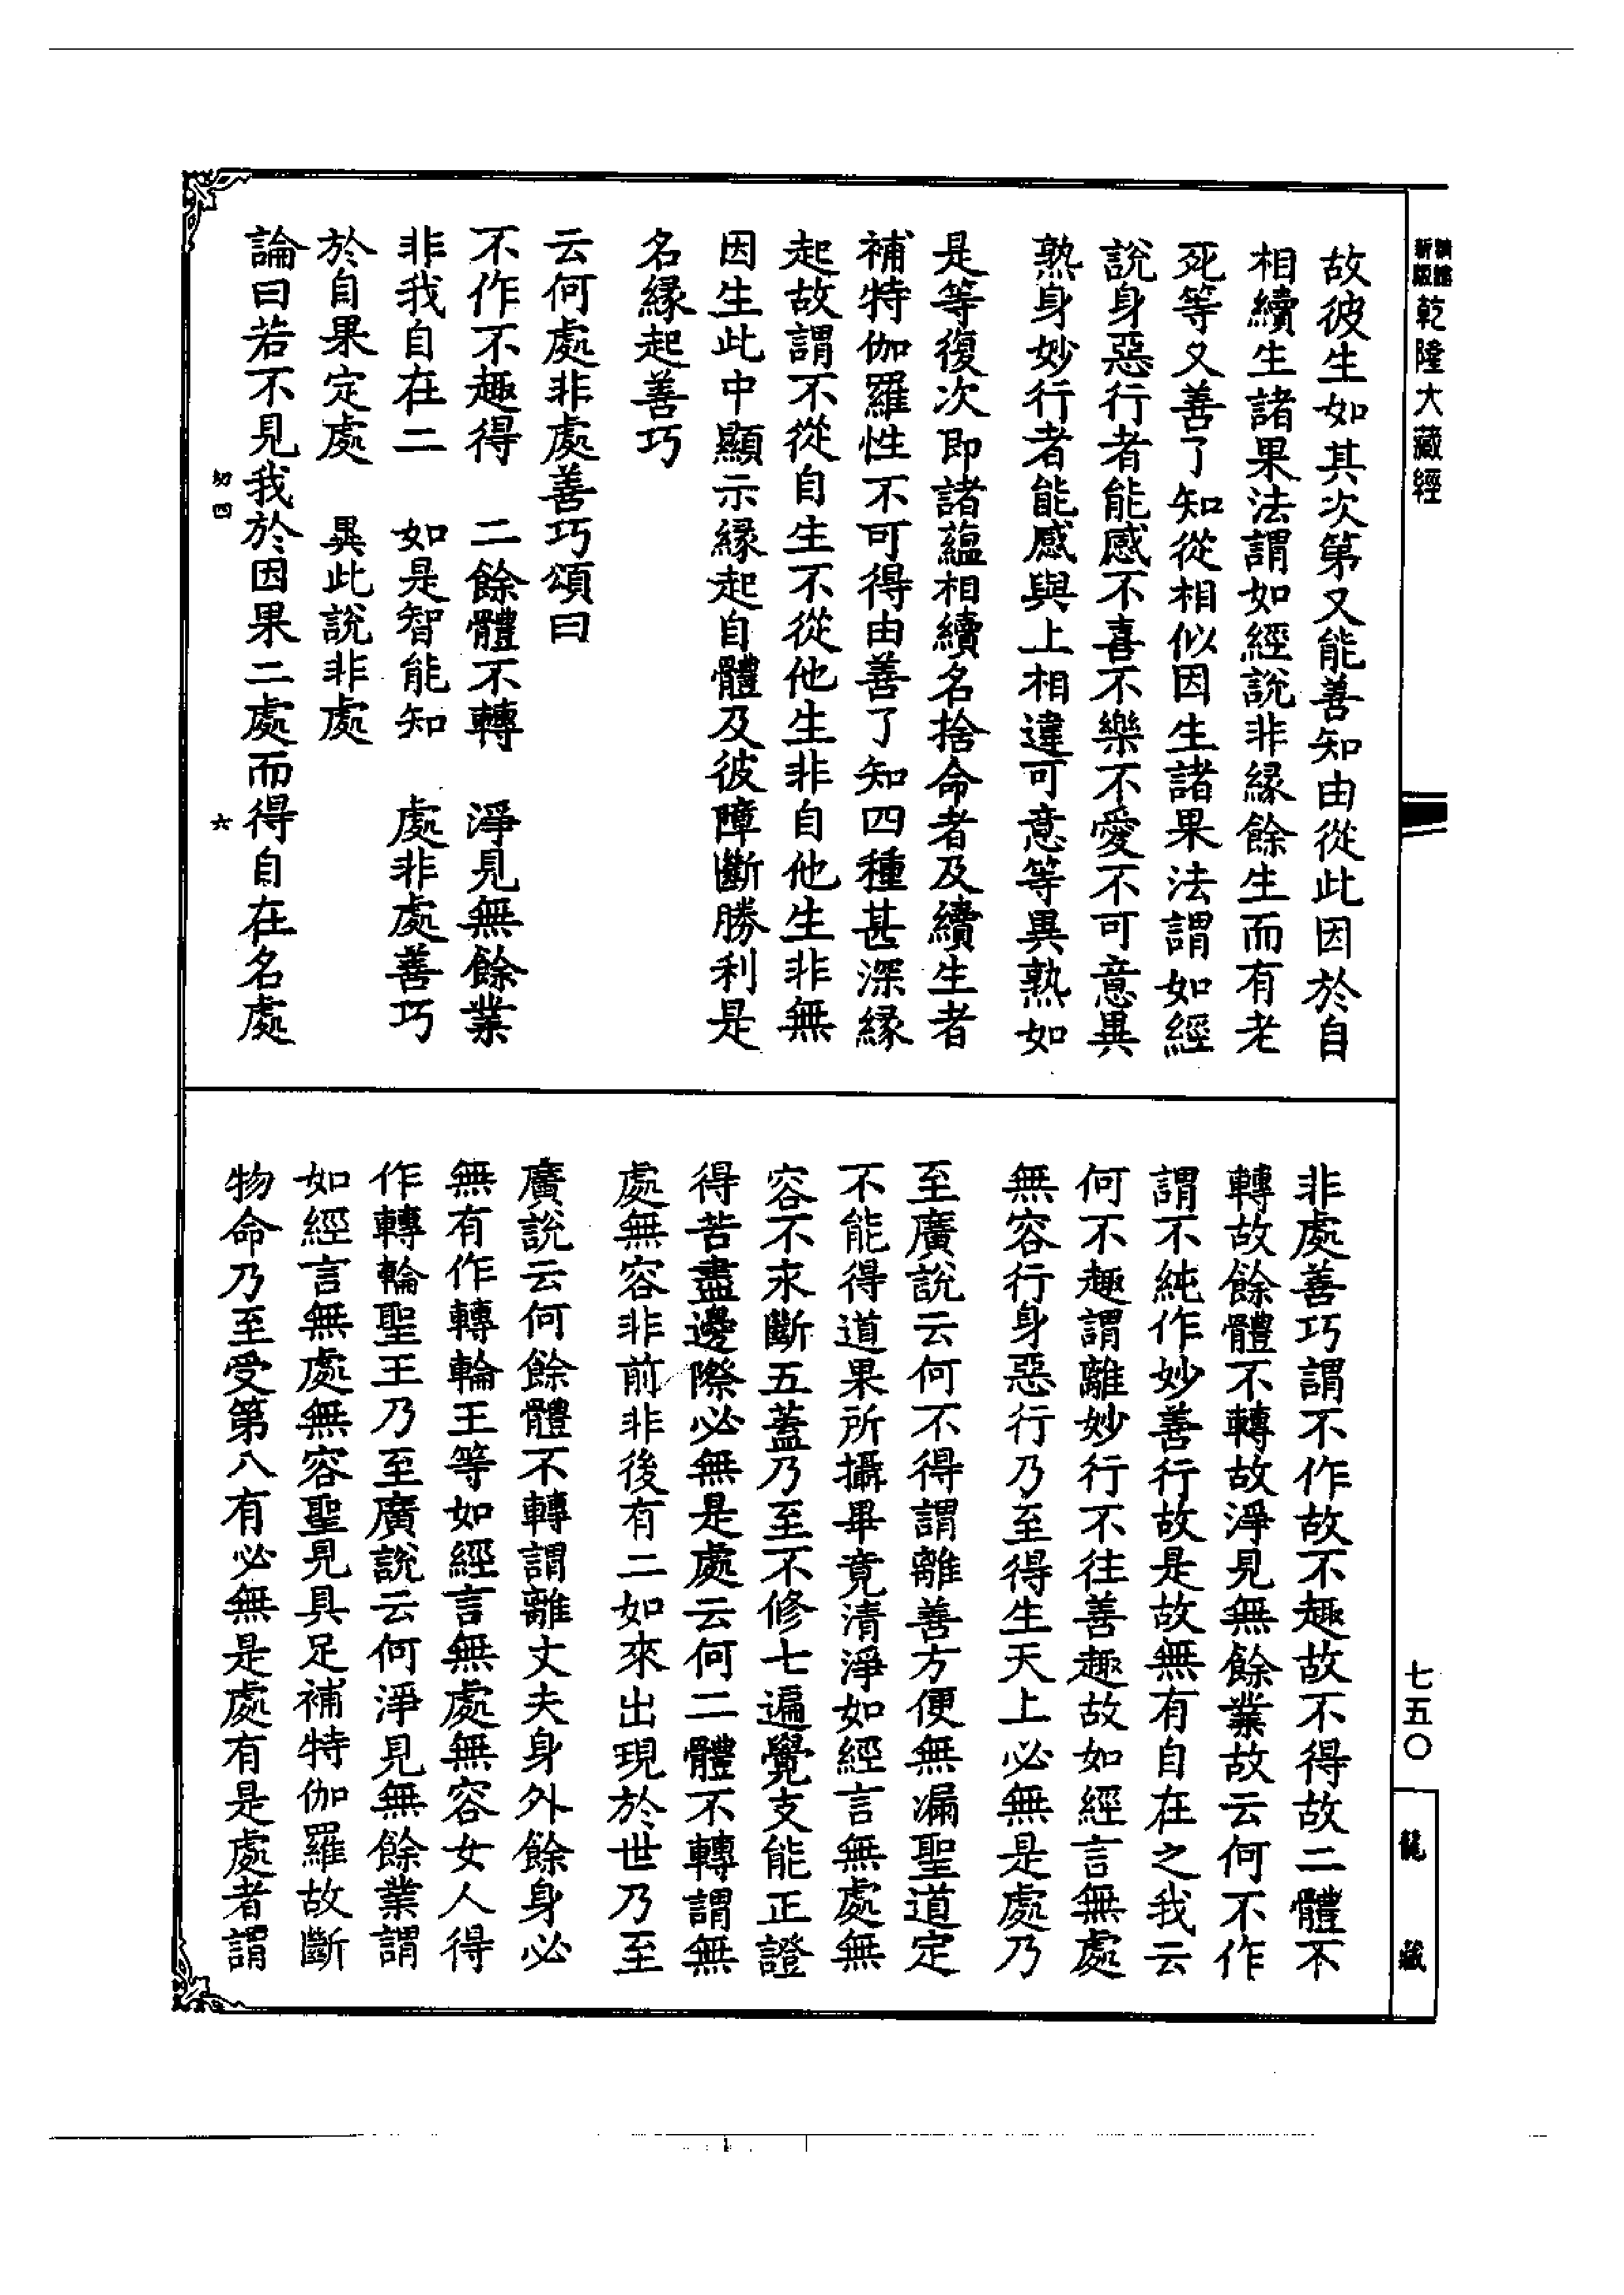 新版
乾隆大藏經
故彼生如其次第又能善知由從此因於自
相續生諸果法謂如經說非緣餘生而有老
死等又善了知從相似因生諸果法謂如經
說身惡行者能感不喜不樂不愛不可意異
熟身妙行者能感與上相違可意等異熟如
是等復次即諸蘊相續名捨命者及續生者
補特伽羅性不可得由善了知四種甚深緣
起故謂不從自生不從他生非自他生非無
因生此中顯示緣起自體及彼障斷勝利是
名緣起善巧
云何處非處善巧頌曰
不作不趣得　二餘體不轉　淨見無餘業
非我自在二　如是智能知　處非處善巧
於自果定處　異此說非處
論曰若不見我於因果二處而得自在名處
非處善巧謂不作故不趣故不得故二體不
轉故餘體不轉故淨見無餘業故云何不作
謂不純作妙善行故是故無有自在之我云
何不趣謂離妙行不往善趣故如經言無處
無容行身惡行乃至得生天上必無是處乃
至廣說云何不得謂離善方便無漏聖道定
不能得道果所攝畢竟清淨如經言無處無
容不求斷五蓋乃至不修七遍覺支能正證
得苦盡邊際必無是處云何二體不轉謂無
處無容非前非後有二如來出現於世乃至
廣說云何餘體不轉謂離丈夫身外餘身必
無有作轉輪王等如經言無處無容女人得
作轉輪聖王乃至廣說云何淨見無餘業謂
如經言無處無容聖見具足補特伽羅故斷
物命乃至受第八有必無是處有是處者謂
六
七五〇
龍藏